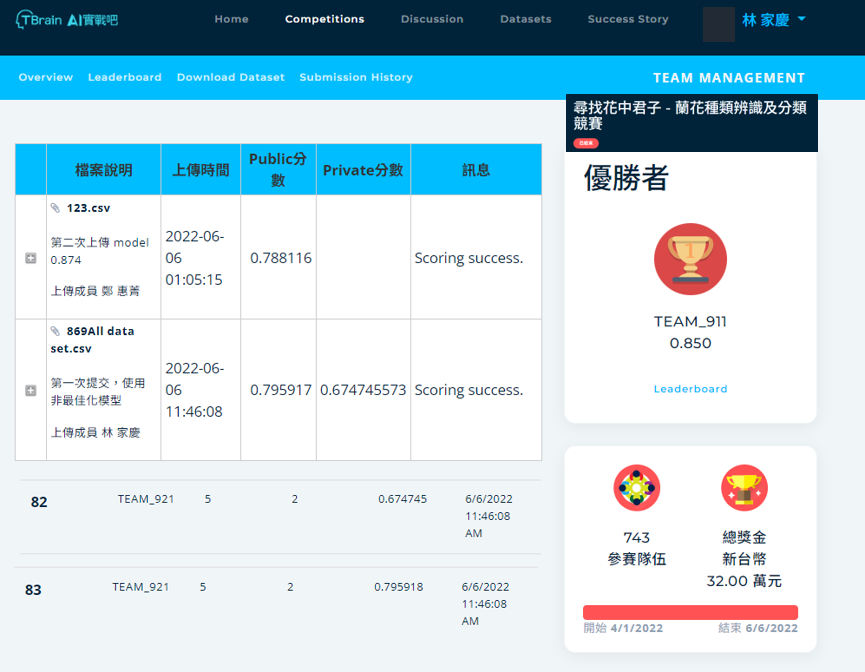 TBrain AI實戰吧
Home
Competitions
Discussion
Datasets
Success Story
林 家慶
Overview
Leaderboard
Download Dataset
Submission History
TEAM MANAGEMENT
檔案說明
上傳時間
Public分
數
Private分數
訊息
123.csv
第二次上傳 model
0.874
上傳成員 鄭 惠菁
2022-06-
06
01:05:15
0.788116
Scoring success.
869All data
set.csv
第一次提交，使用
非最佳化模型
上傳成員 林 家慶
2022-06-
06
11:46:08
0.795917
0.674745573
Scoring success.
82
TEAM_921
5
2
0.674745
6/6/2022
11:46:08
AM
83
TEAM_921
5
2
0.795918
6/6/2022
11:46:08
AM
尋找花中君子 - 蘭花種類辨識及分類
競賽
已結束
優勝者
1
TEAM_911
0.850
Leaderboard
743
參賽隊伍
總獎金
新台幣
32.00 萬元
開始 4/1/2022
結束 6/6/2022